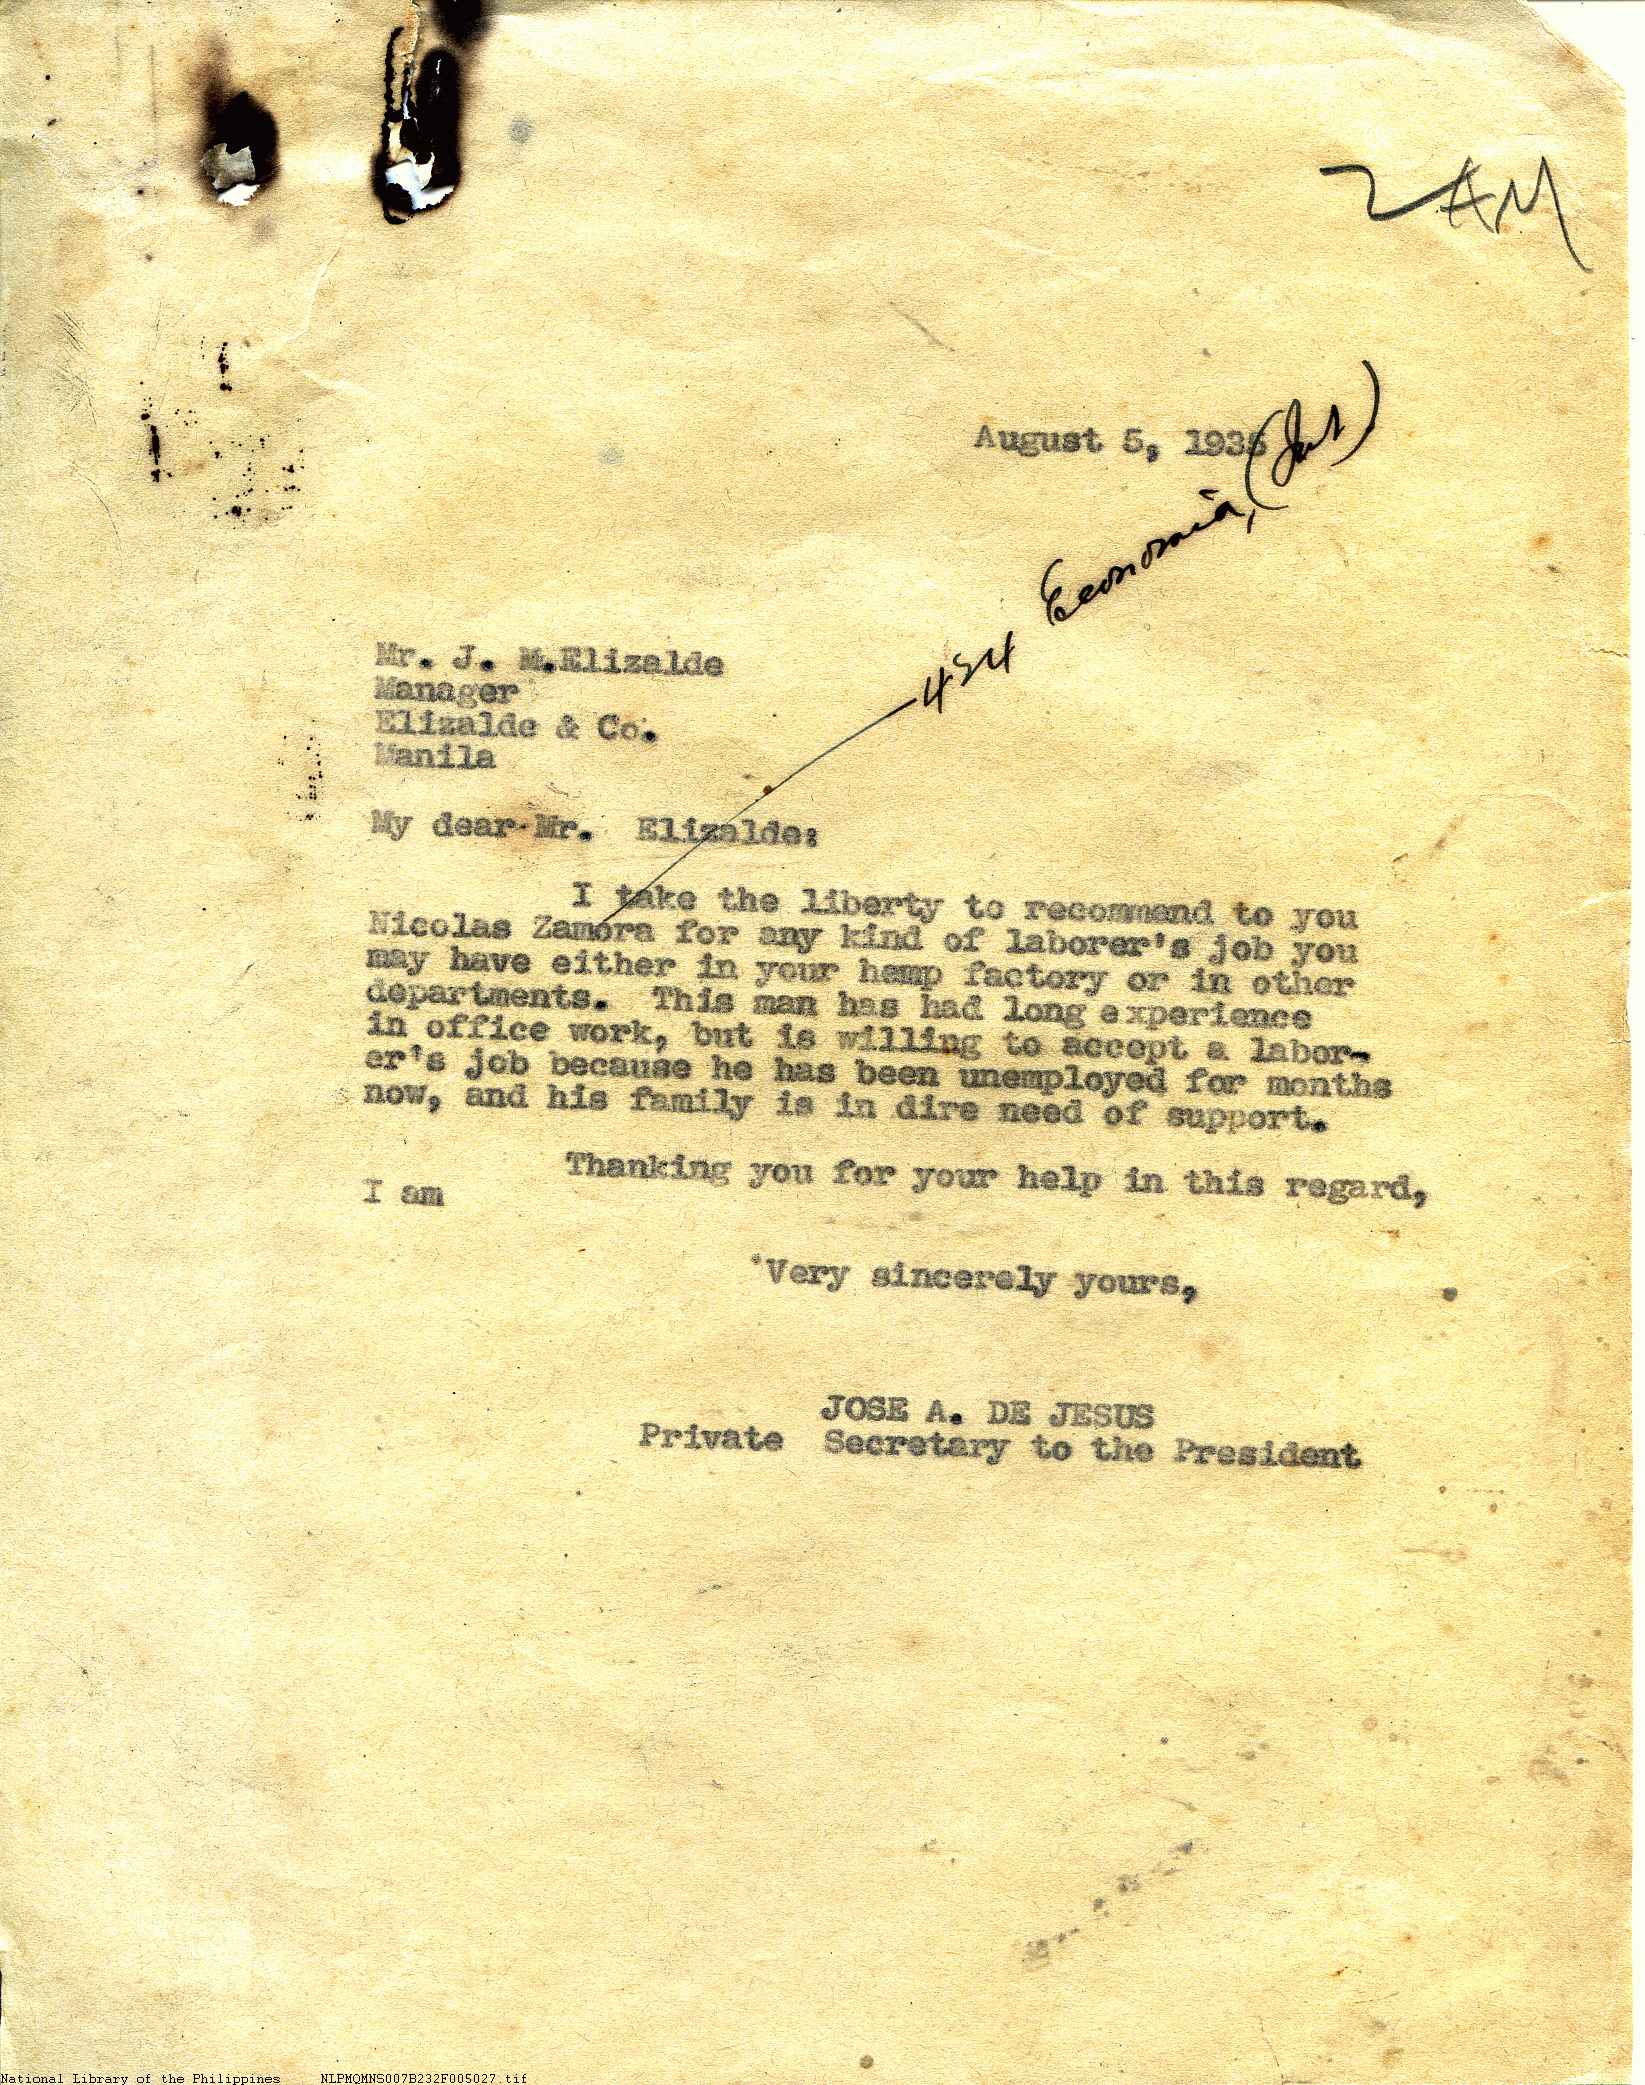 ZAM
August 5, 193
Economia, (Int)
424
Mr. J. M.Elizalde
Manager
Elizalde & Co.
Manila
My dear Mr. Elizalde:
I take the liberty to recommend to you
Nicolas Zamora for any kind of laborer's job you
may have either in your hemp factory or in other
departments. This man has had long experience
in office work, but is willing to accept a labor-
er's job because he has been unemployed for months
now, and his family is in dire need of support.
Thanking you for your help in this regard,
I am
Very sincerely yours,
JOSE A. DE JESUS
Private Secretary to the President
National Library of the Philippines NLPMQMNS007B232F005027.tif